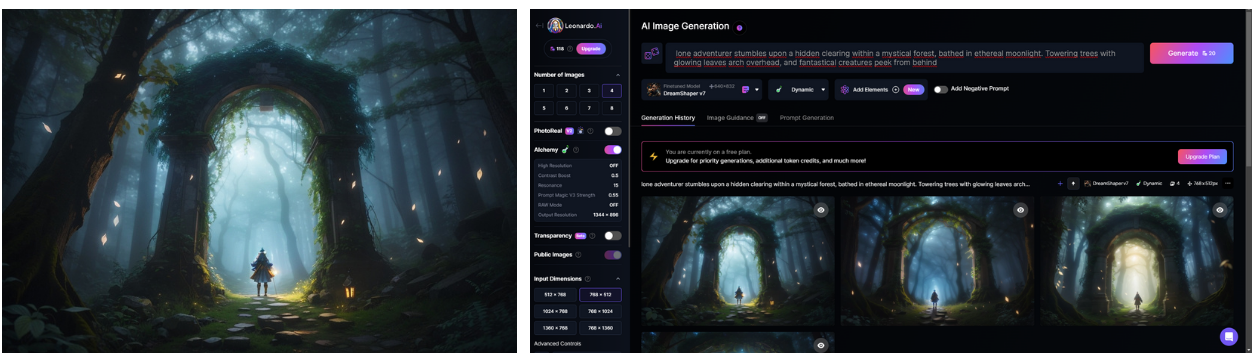 Leonardo.Ai
118
Upgrade
Number of Images
1 2 3 4
5 6 7 8
PhotoReal V2
Alchemy
High Resolution OFF
Contrast Boost 0.5
Resonance 15
Prompt Magic V3 Strength 0.55
RAW Mode OFF
Output Resolution 1344 × 896
Transparency Beta
Public Images
Input Dimensions
512 × 768 768 × 512
1024 × 768 768 × 1024
1360 × 768 768 × 1360
Advanced Controls
AI Image Generation
lone adventurer stumbles upon a hidden clearing within a mystical forest, bathed in ethereal moonlight. Towering trees with
glowing leaves arch overhead, and fantastical creatures peek from behind
Generate 20
Finetuned Model 640×832
DreamShaper v7
Dynamic
Add Elements New
Add Negative Prompt
Generation History Image Guidance OFF Prompt Generation
You are currently on a free plan.
Upgrade for priority generations, additional token credits, and much more!
Upgrade Plan
lone adventurer stumbles upon a hidden clearing within a mystical forest, bathed in ethereal moonlight. Towering trees with glowing leaves arch...
DreamShaper v7 Dynamic 4 768×512px